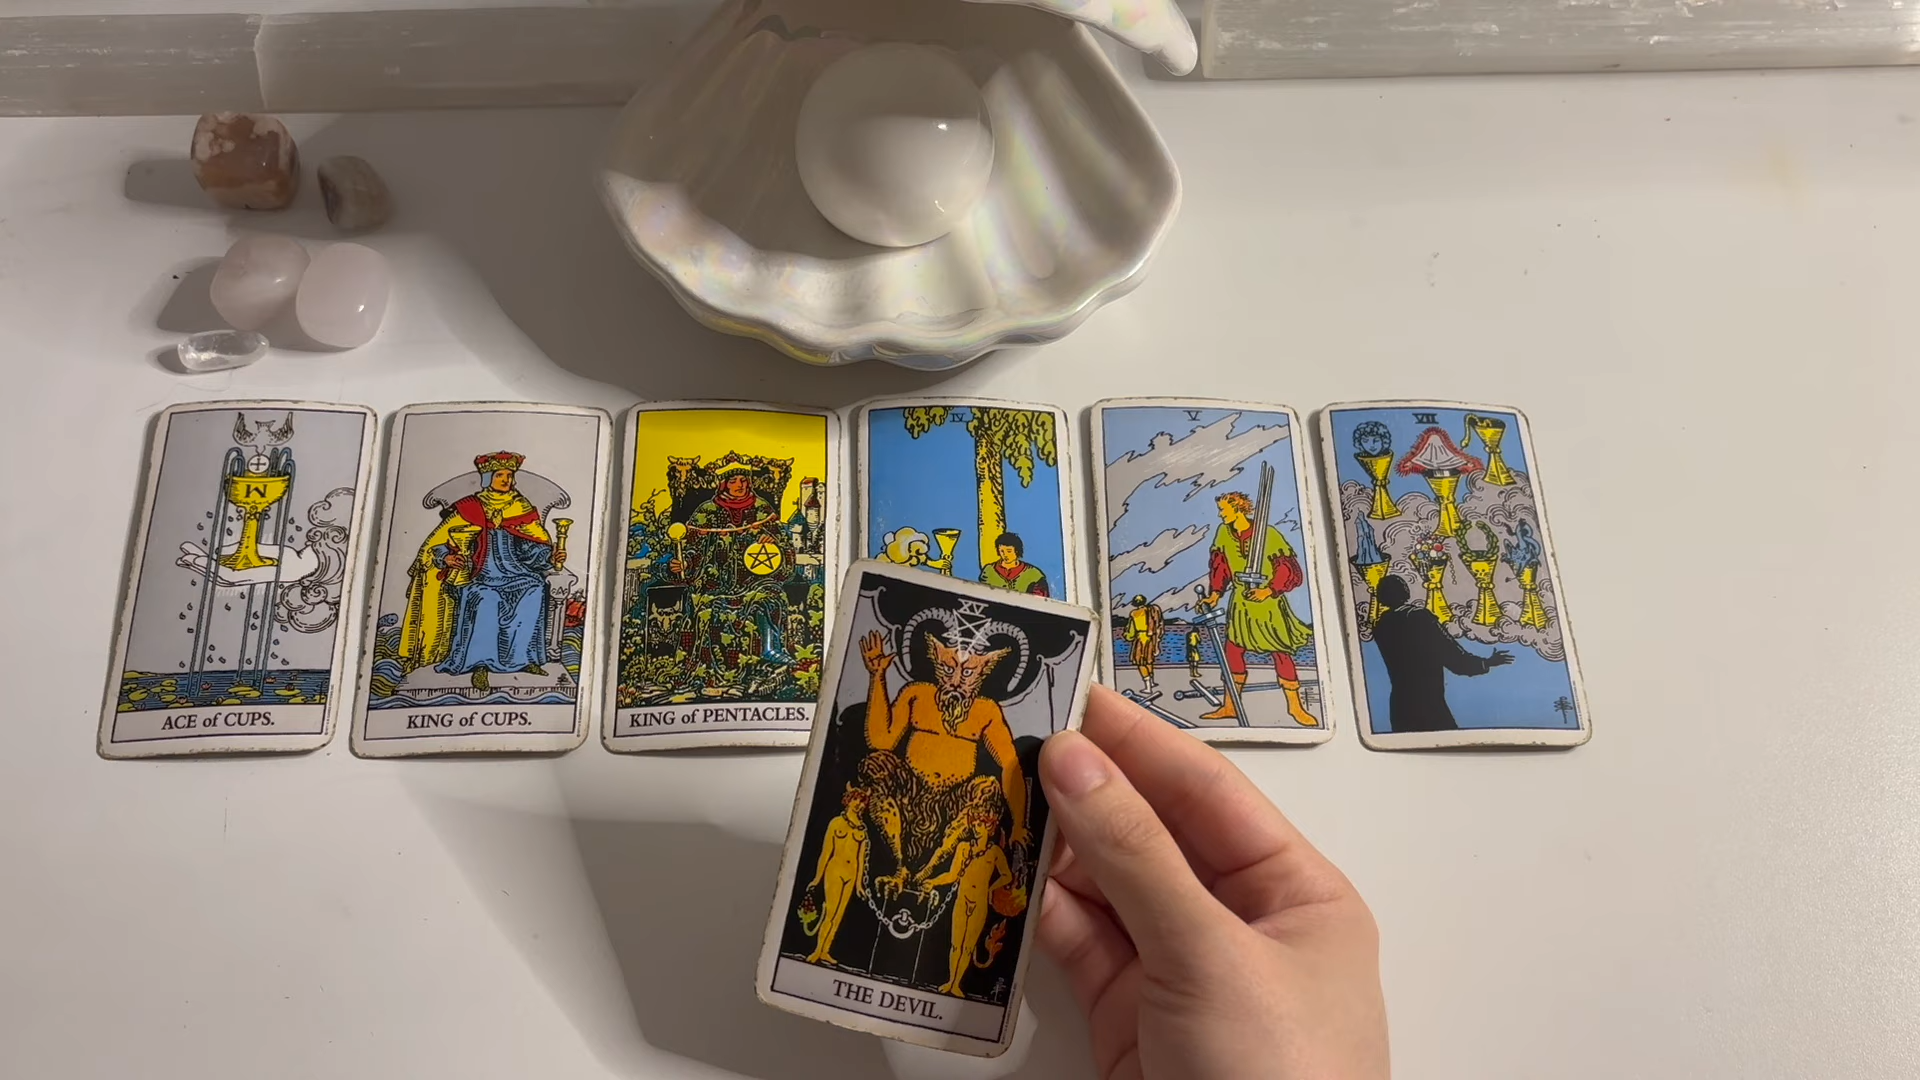 IV
V
VII
W
ACE of CUPS.
KING of CUPS.
KING of PENTACLES.
XV
THE DEVIL.